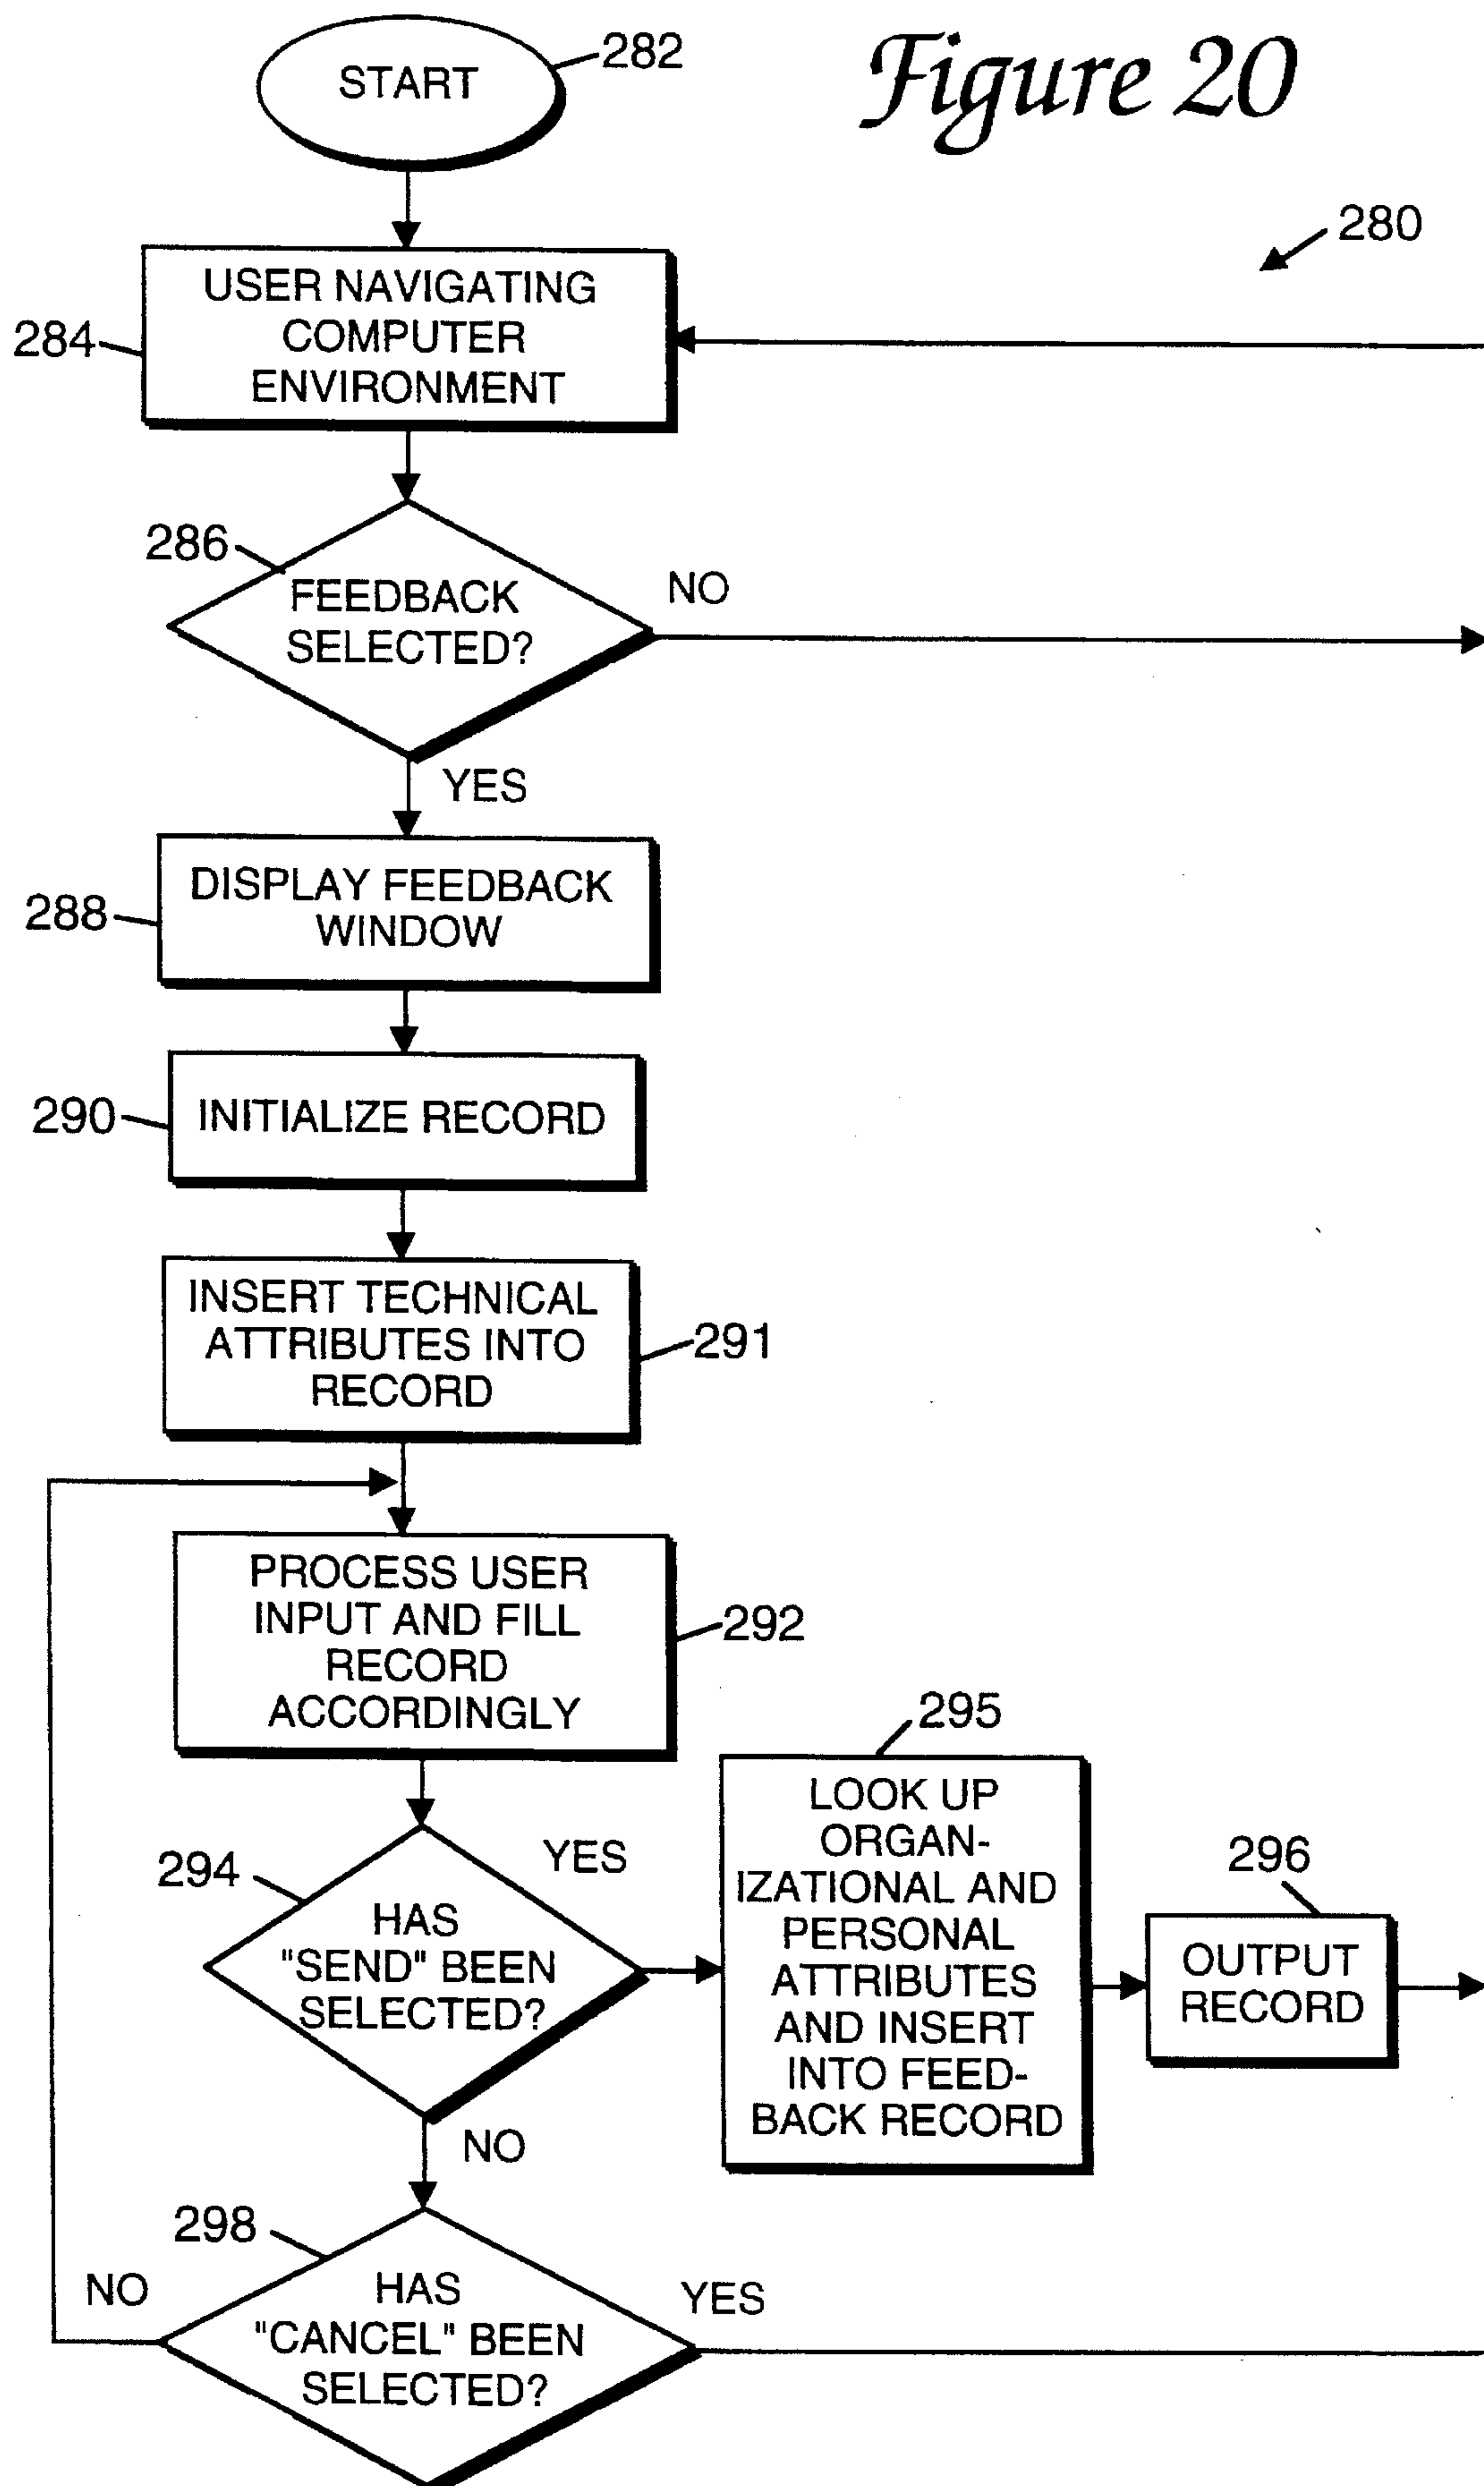 Figure 20
START
282
280
USER NAVIGATING
COMPUTER
ENVIRONMENT
284
286
FEEDBACK
SELECTED?
NO
YES
DISPLAY FEEDBACK
WINDOW
288
290
INITIALIZE RECORD
INSERT TECHNICAL
ATTRIBUTES INTO
RECORD
291
PROCESS USER
INPUT AND FILL
RECORD
ACCORDINGLY
292
294
HAS
"SEND" BEEN
SELECTED?
YES
NO
295
LOOK UP
ORGAN-
IZATIONAL AND
PERSONAL
ATTRIBUTES
AND INSERT
INTO FEED-
BACK RECORD
296
OUTPUT
RECORD
298
NO
HAS
"CANCEL" BEEN
SELECTED?
YES